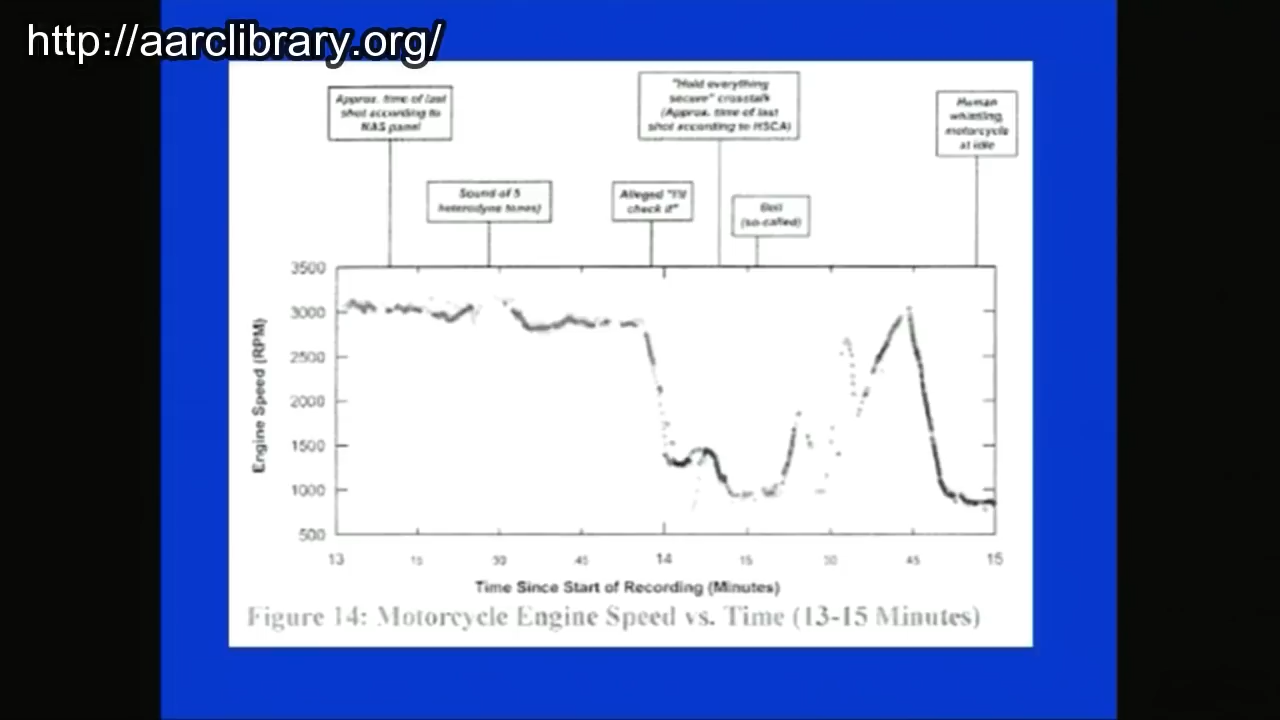 http://aarclibrary.org/
"Hold everything
secure" crosstalk
(Approx. time of last
shot according to HSCA)
Approx. time of last
shot according to
NAS panel
Human
whistling,
motorcycle
at idle
Sound of 5
heterodyne tones)
Alleged "I'll
check it"
Bell
(so-called)
3500
3000
2500
2000
1500
1000
500
Engine Speed (RPM)
13 15 30 45 14 15 30 45 15
Time Since Start of Recording (Minutes)
Figure 14: Motorcycle Engine Speed vs. Time (13-15 Minutes)